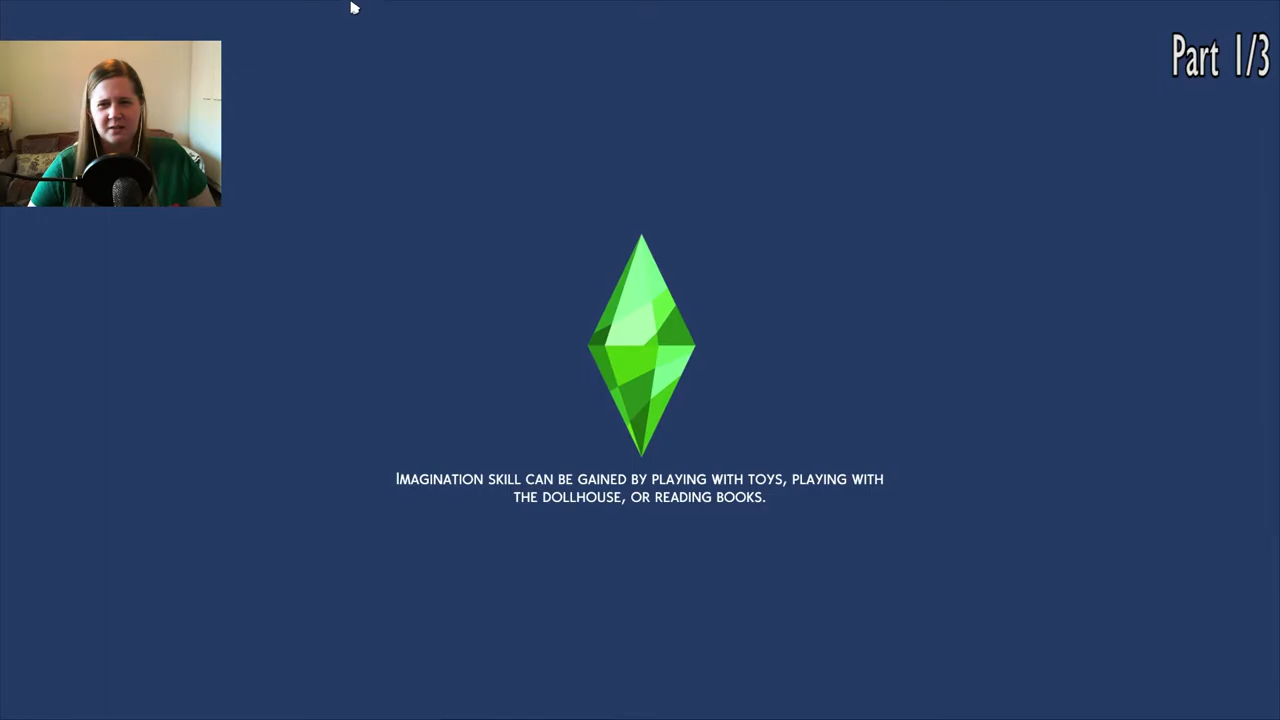 Part 1/3
IMAGINATION SKILL CAN BE GAINED BY PLAYING WITH TOYS, PLAYING WITH
THE DOLLHOUSE, OR READING BOOKS.